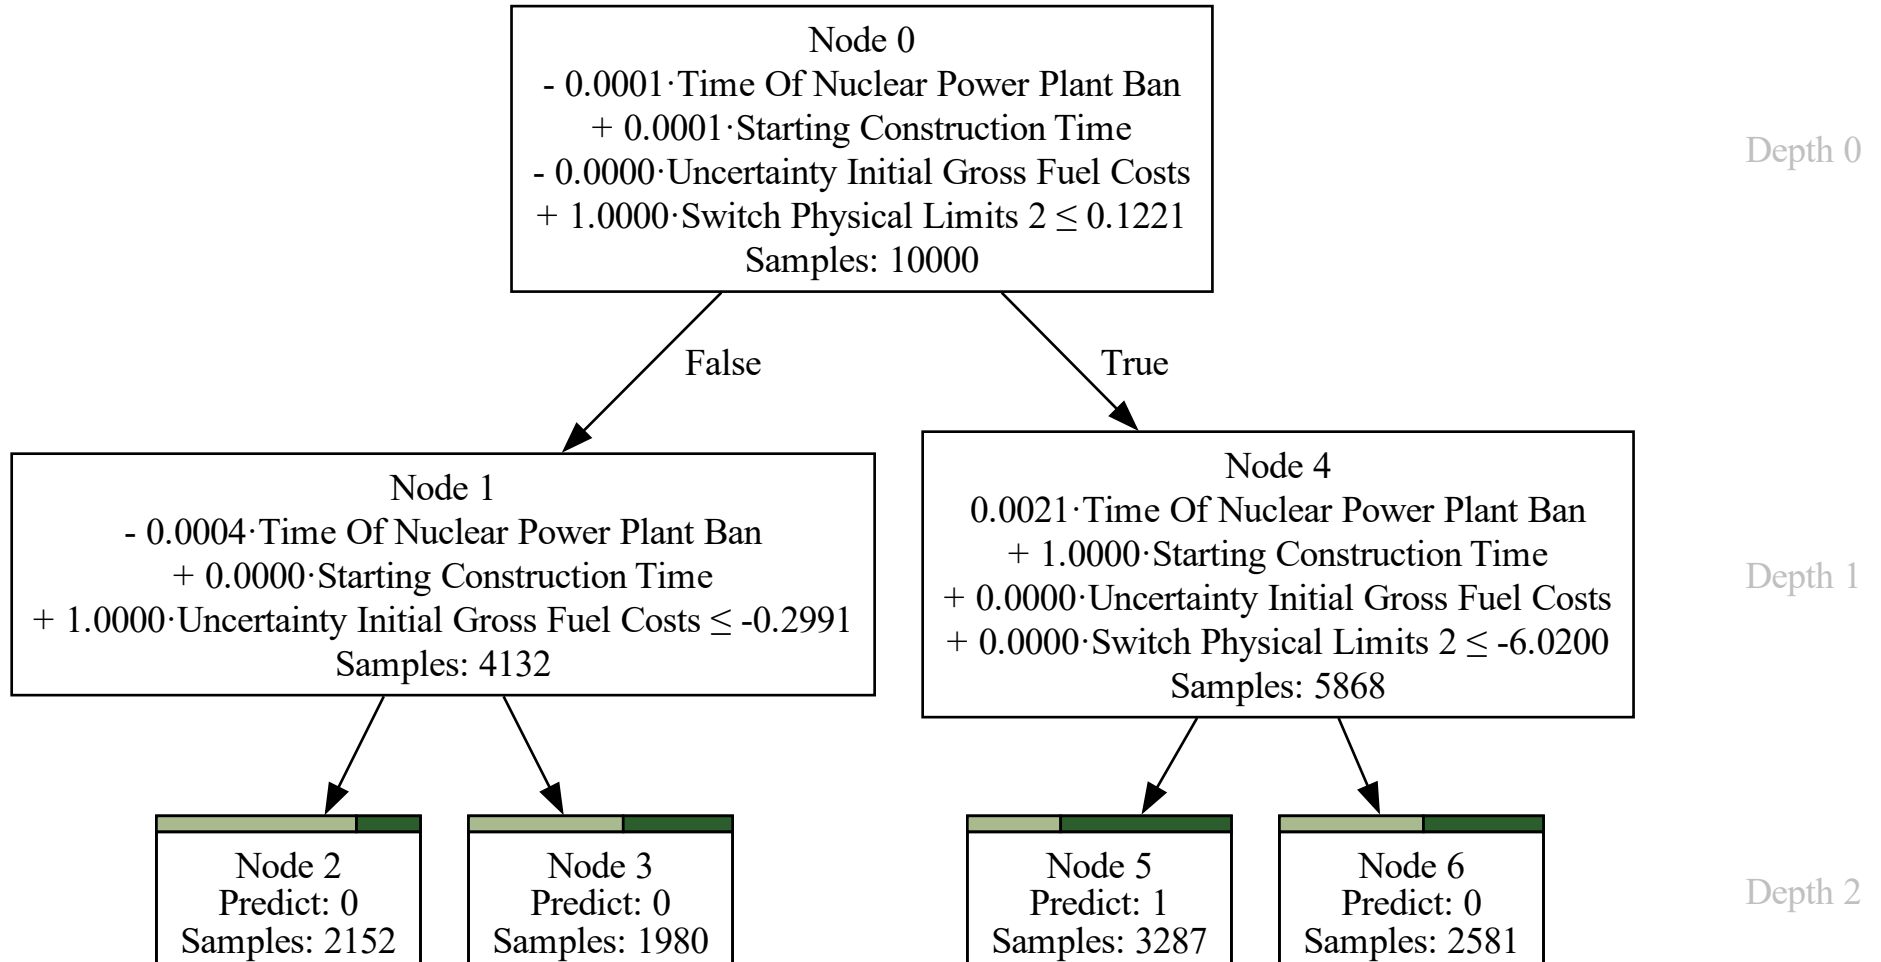 Node 0
- 0.0001·Time Of Nuclear Power Plant Ban
+ 0.0001·Starting Construction Time
- 0.0000·Uncertainty Initial Gross Fuel Costs
+ 1.0000·Switch Physical Limits 2 ≤ 0.1221
Samples: 10000
Depth 0
False
True
Node 1
- 0.0004·Time Of Nuclear Power Plant Ban
+ 0.0000·Starting Construction Time
+ 1.0000·Uncertainty Initial Gross Fuel Costs ≤ -0.2991
Samples: 4132
Node 4
0.0021·Time Of Nuclear Power Plant Ban
+ 1.0000·Starting Construction Time
+ 0.0000·Uncertainty Initial Gross Fuel Costs
+ 0.0000·Switch Physical Limits 2 ≤ -6.0200
Samples: 5868
Depth 1
Node 2
Predict: 0
Samples: 2152
Node 3
Predict: 0
Samples: 1980
Node 5
Predict: 1
Samples: 3287
Node 6
Predict: 0
Samples: 2581
Depth 2